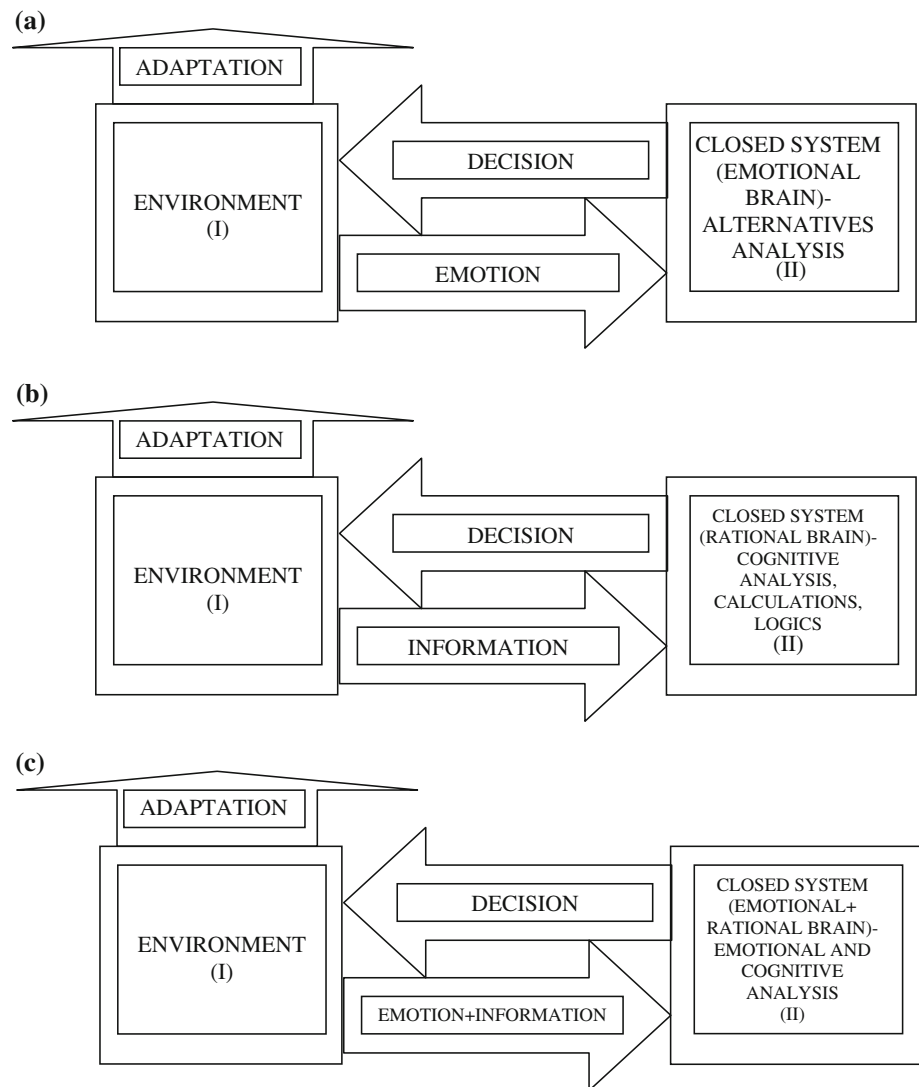 (a)
ADAPTATION
ENVIRONMENT
(I)
DECISION
EMOTION
CLOSED SYSTEM
(EMOTIONAL
BRAIN)-
ALTERNATIVES
ANALYSIS
(II)
(b)
ADAPTATION
ENVIRONMENT
(I)
DECISION
INFORMATION
CLOSED SYSTEM
(RATIONAL BRAIN)-
COGNITIVE
ANALYSIS,
CALCULATIONS,
LOGICS
(II)
(c)
ADAPTATION
ENVIRONMENT
(I)
DECISION
EMOTION+INFORMATION
CLOSED SYSTEM
(EMOTIONAL+
RATIONAL BRAIN)-
EMOTIONAL AND
COGNITIVE
ANALYSIS
(II)